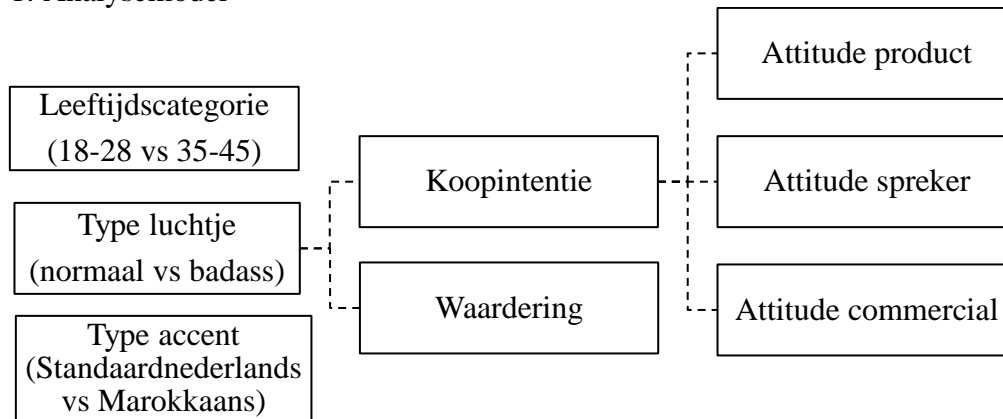 1. Analysemodel
Leeftijdscategorie
(18-28 vs 35-45)
Type luchtje
(normaal vs badass)
Type accent
(Standaardnederlands
vs Marokkaans)
Koopintentie
Waardering
Attitude product
Attitude spreker
Attitude commercial